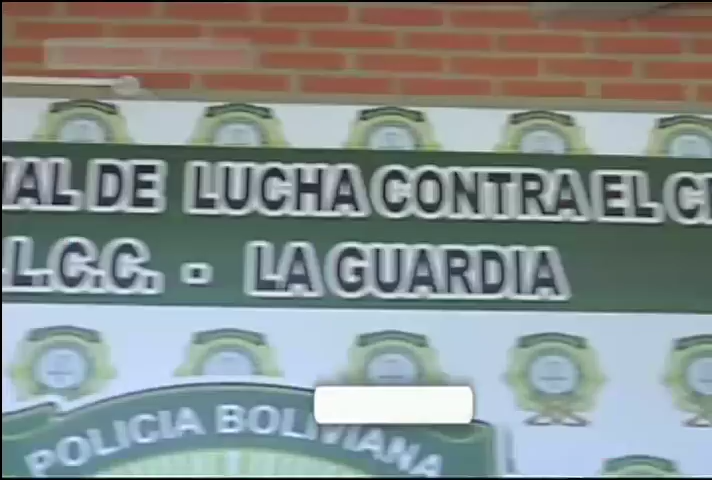 AL DE LUCHA CONTRA EL C
L.C.C. - LA GUARDIA
POLICIA BOLIVIANA